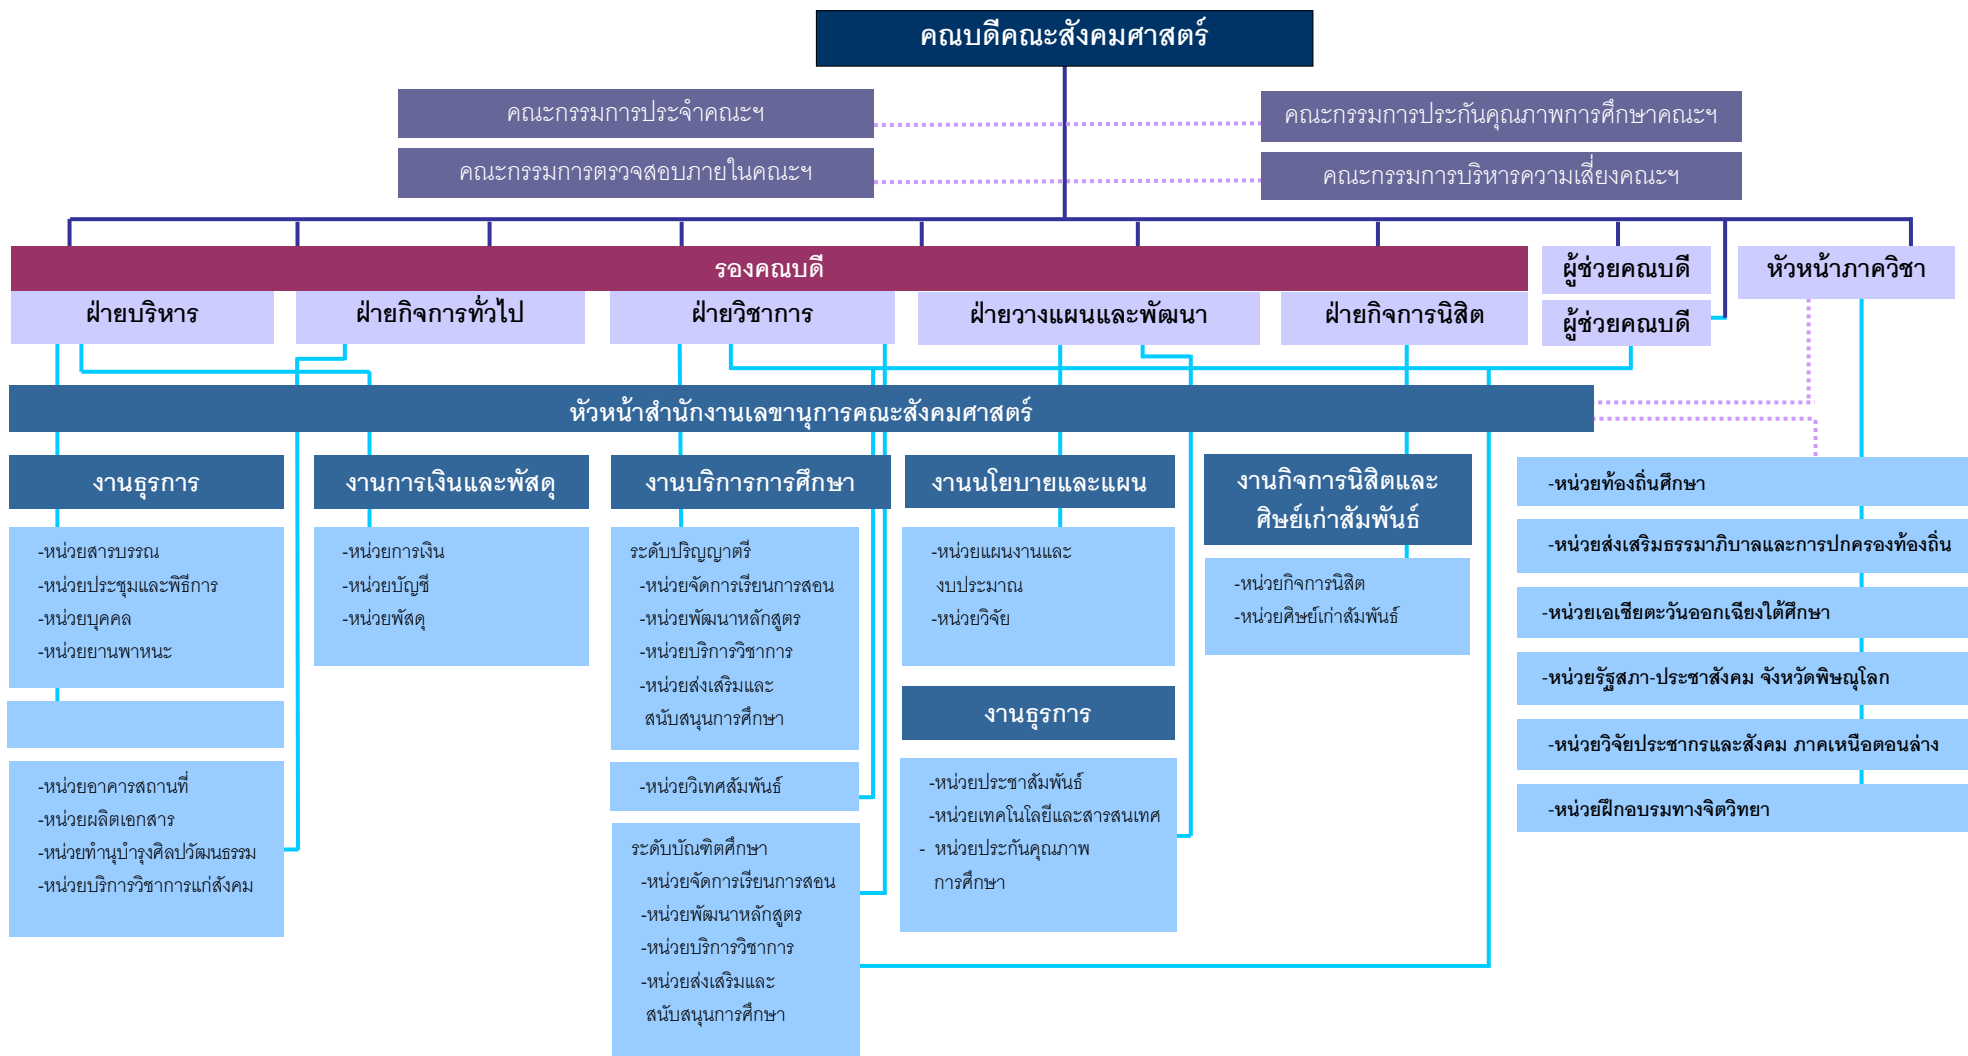 คณบดีคณะสังคมศาสตร์
คณะกรรมการประจำคณะฯ
คณะกรรมการประกันคุณภาพการศึกษาคณะฯ
คณะกรรมการตรวจสอบภายในคณะฯ
คณะกรรมการบริหารความเสี่ยงคณะฯ
รองคณบดี
ผู้ช่วยคณบดี
หัวหน้าภาควิชา
ฝ่ายบริหาร
ฝ่ายกิจการทั่วไป
ฝ่ายวิชาการ
ฝ่ายวางแผนและพัฒนา
ฝ่ายกิจการนิสิต
ผู้ช่วยคณบดี
หัวหน้าสำนักงานเลขานุการคณะสังคมศาสตร์
งานธุรการ
-หน่วยสารบรรณ
-หน่วยประชุมและพิธีการ
-หน่วยบุคคล
-หน่วยยานพาหนะ
-หน่วยอาคารสถานที่
-หน่วยผลิตเอกสาร
-หน่วยทำนุบำรุงศิลปวัฒนธรรม
-หน่วยบริการวิชาการแก่สังคม
งานการเงินและพัสดุ
-หน่วยการเงิน
-หน่วยบัญชี
-หน่วยพัสดุ
งานบริการการศึกษา
ระดับปริญญาตรี
-หน่วยจัดการเรียนการสอน
-หน่วยพัฒนาหลักสูตร
-หน่วยบริการวิชาการ
-หน่วยส่งเสริมและ
สนับสนุนการศึกษา
-หน่วยวิเทศสัมพันธ์
ระดับบัณฑิตศึกษา
-หน่วยจัดการเรียนการสอน
-หน่วยพัฒนาหลักสูตร
-หน่วยบริการวิชาการ
-หน่วยส่งเสริมและ
สนับสนุนการศึกษา
งานนโยบายและแผน
-หน่วยแผนงานและ
งบประมาณ
-หน่วยวิจัย
งานธุรการ
-หน่วยประชาสัมพันธ์
-หน่วยเทคโนโลยีและสารสนเทศ
- หน่วยประกันคุณภาพ
การศึกษา
งานกิจการนิสิตและ
ศิษย์เก่าสัมพันธ์
-หน่วยกิจการนิสิต
-หน่วยศิษย์เก่าสัมพันธ์
-หน่วยท้องถิ่นศึกษา
-หน่วยส่งเสริมธรรมาภิบาลและการปกครองท้องถิ่น
-หน่วยเอเชียตะวันออกเฉียงใต้ศึกษา
-หน่วยรัฐสภา-ประชาสังคม จังหวัดพิษณุโลก
-หน่วยวิจัยประชากรและสังคม ภาคเหนือตอนล่าง
-หน่วยฝึกอบรมทางจิตวิทยา